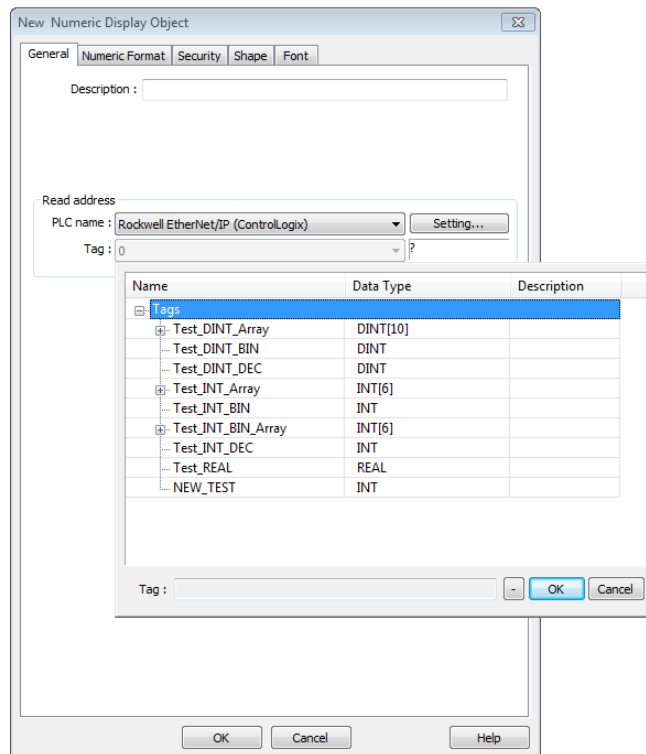 New Numeric Display Object
General Numeric Format Security Shape Font
Description :
Read address
PLC name : Rockwell EtherNet/IP (ControlLogix) Setting...
Tag : 0 ?
Name Data Type Description
Tags
Test_DINT_Array DINT[10]
Test_DINT_BIN DINT
Test_DINT_DEC DINT
Test_INT_Array INT[6]
Test_INT_BIN INT
Test_INT_BIN_Array INT[6]
Test_INT_DEC INT
Test_REAL REAL
NEW_TEST INT
Tag : - OK Cancel
OK Cancel Help